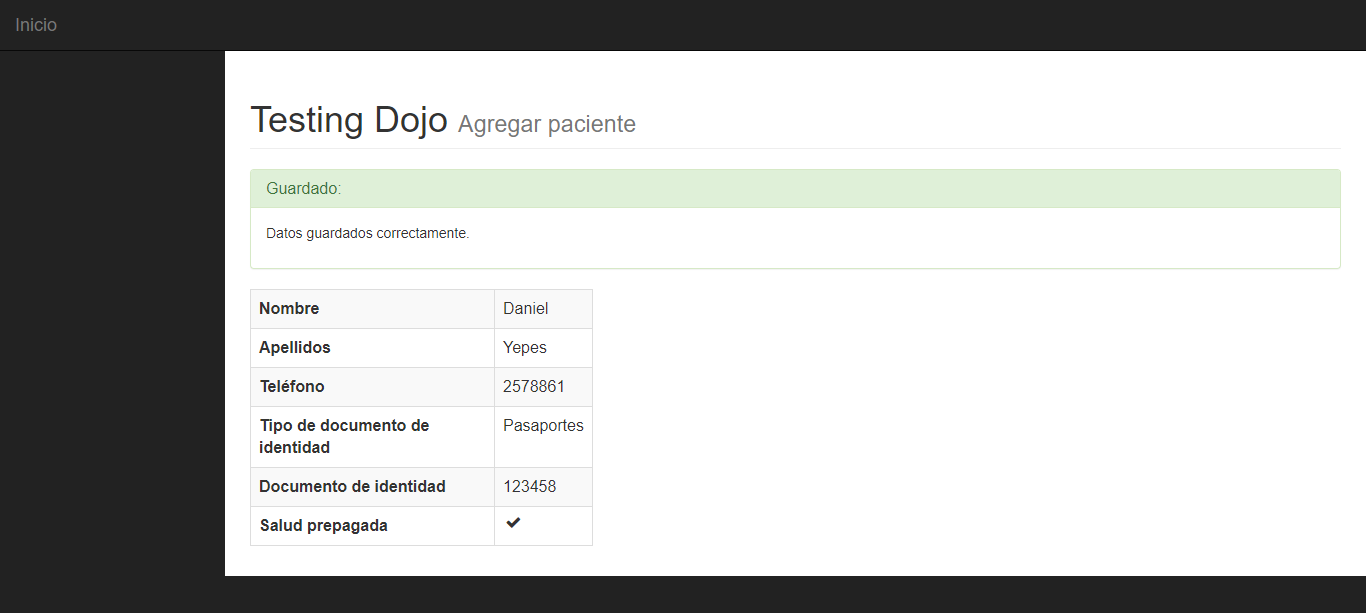 Inicio
Testing Dojo Agregar paciente
Guardado:
Datos guardados correctamente.
Nombre Daniel
Apellidos Yepes
Teléfono 2578861
Tipo de documento de Pasaportes
identidad
Documento de identidad 123458
Salud prepagada ✔